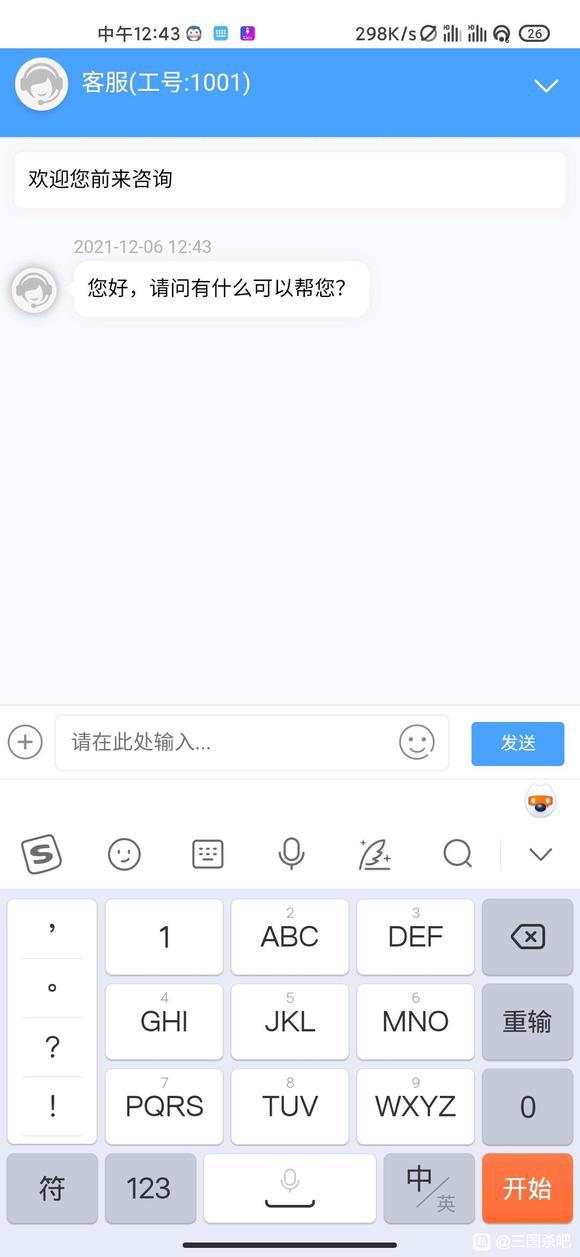 中午12:43
298K/s
26
客服(工号:1001)
欢迎您前来咨询
2021-12-06 12:43
您好，请问有什么可以帮您？
请在此处输入...
发送
S
，
1
2
ABC
3
DEF
。
4
GHI
5
JKL
6
MNO
重输
？
！
7
PQRS
8
TUV
9
WXYZ
0
符
123
中/英
开始
@三国杀吧